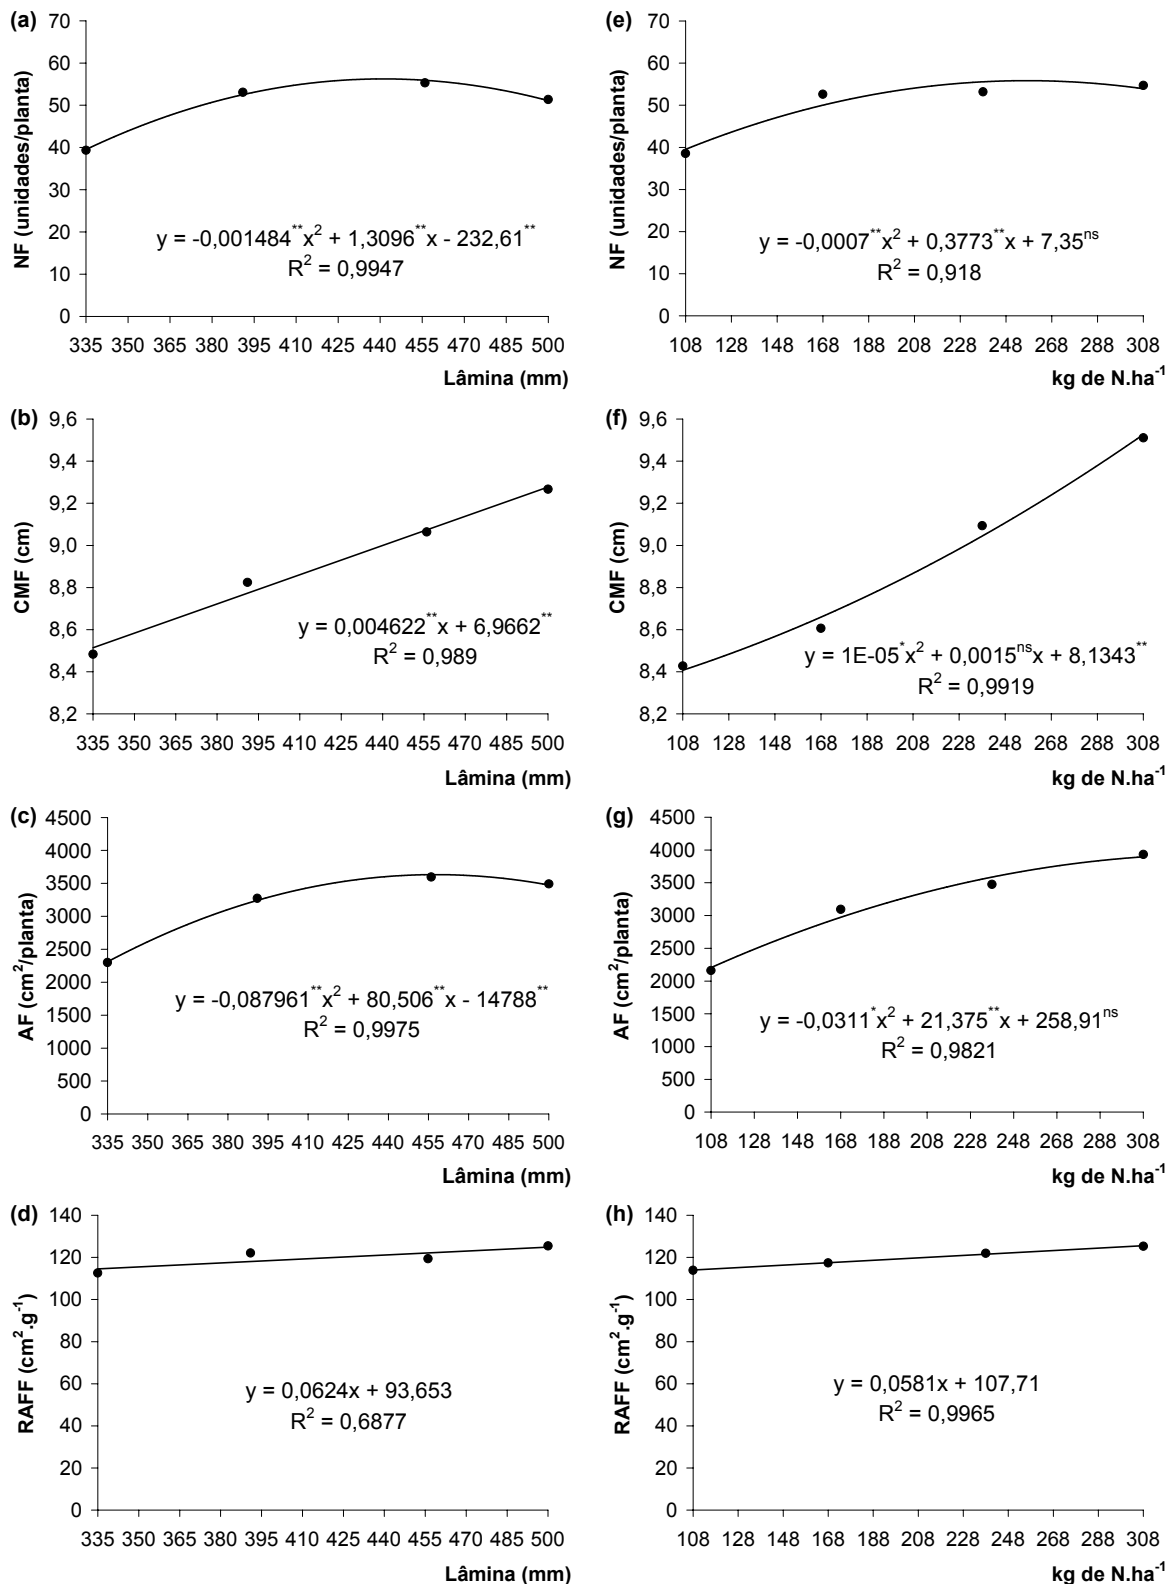 (a)
NF (unidades/planta)
70
60
50
40
30
20
10
0
y = -0,001484**x² + 1,3096**x - 232,61**
R² = 0,9947
335 350 365 380 395 410 425 440 455 470 485 500
Lâmina (mm)
(e)
NF (unidades/planta)
70
60
50
40
30
20
10
0
y = -0,0007**x² + 0,3773**x + 7,35ns
R² = 0,918
108 128 148 168 188 208 228 248 268 288 308
kg de N.ha⁻¹
(b)
CMF (cm)
9,6
9,4
9,2
9,0
8,8
8,6
8,4
8,2
y = 0,004622**x + 6,9662**
R² = 0,989
335 350 365 380 395 410 425 440 455 470 485 500
Lâmina (mm)
(f)
CMF (cm)
9,6
9,4
9,2
9,0
8,8
8,6
8,4
8,2
y = 1E-05*x² + 0,0015nsx + 8,1343**
R² = 0,9919
108 128 148 168 188 208 228 248 268 288 308
kg de N.ha⁻¹
(c)
AF (cm²/planta)
4500
4000
3500
3000
2500
2000
1500
1000
500
0
y = -0,087961**x² + 80,506**x - 14788**
R² = 0,9975
335 350 365 380 395 410 425 440 455 470 485 500
Lâmina (mm)
(g)
AF (cm²/planta)
4500
4000
3500
3000
2500
2000
1500
1000
500
0
y = -0,0311*x² + 21,375**x + 258,91ns
R² = 0,9821
108 128 148 168 188 208 228 248 268 288 308
kg de N.ha⁻¹
(d)
RAFF (cm².g⁻¹)
140
120
100
80
60
40
20
0
y = 0,0624x + 93,653
R² = 0,6877
335 350 365 380 395 410 425 440 455 470 485 500
Lâmina (mm)
(h)
RAFF (cm².g⁻¹)
140
120
100
80
60
40
20
0
y = 0,0581x + 107,71
R² = 0,9965
108 128 148 168 188 208 228 248 268 288 308
kg de N.ha⁻¹